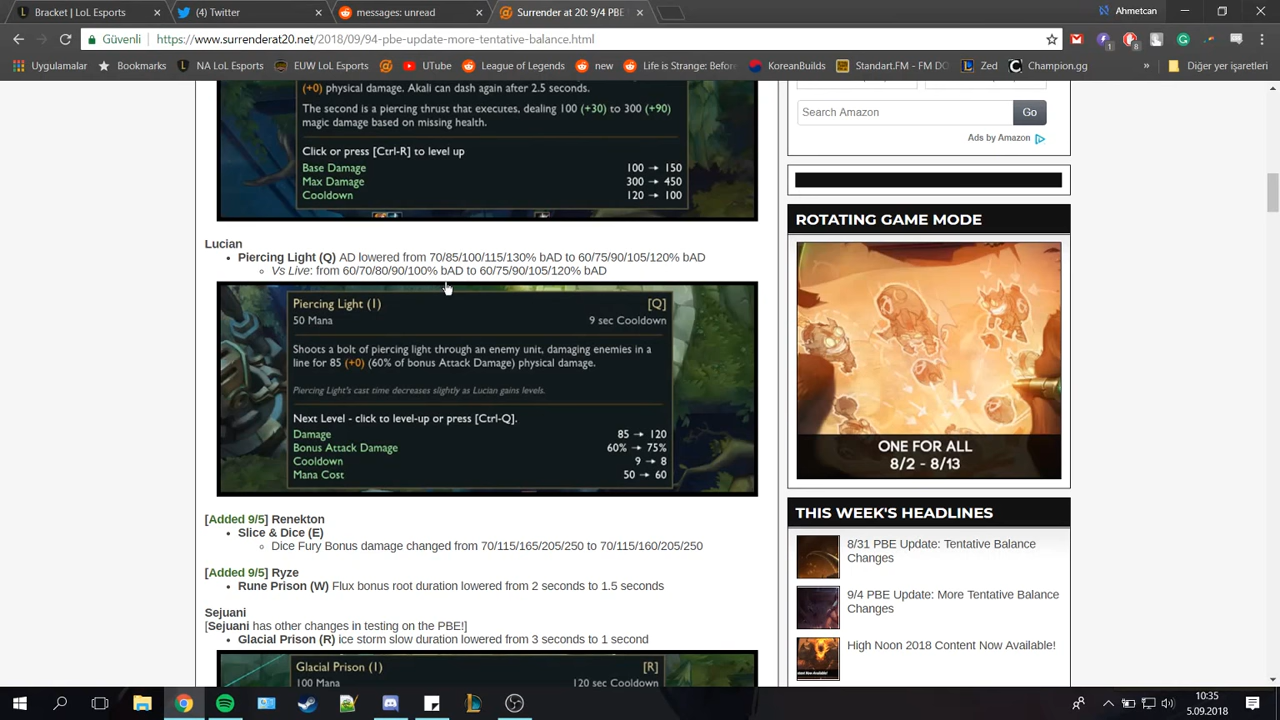 Bracket | LoL Esports
(4) Twitter
messages: unread
Surrender at 20: 9/4 PBE
Ahmetcan
Güvenli
https://www.surrenderat20.net/2018/09/94-pbe-update-more-tentative-balance.html
Uygulamalar
Bookmarks
NA LoL Esports
EUW LoL Esports
UTube
League of Legends
new
Life is Strange: Befor
KoreanBuilds
Standart.FM - FM DO
Zed
Champion.gg
Diğer yer işaretleri
(+0) physical damage. Akali can dash again after 2.5 seconds.
The second is a piercing thrust that executes, dealing 100 (+30) to 300 (+90)
magic damage based on missing health.
Click or press [Ctrl-R] to level up
Base Damage 100 → 150
Max Damage 300 → 450
Cooldown 120 → 100
Lucian
• Piercing Light (Q) AD lowered from 70/85/100/115/130% bAD to 60/75/90/105/120% bAD
Vs Live: from 60/70/80/90/100% bAD to 60/75/90/105/120% bAD
Piercing Light (1) [Q]
50 Mana 9 sec Cooldown
Shoots a bolt of piercing light through an enemy unit, damaging enemies in a
line for 85 (+0) (60% of bonus Attack Damage) physical damage.
Piercing Light's cast time decreases slightly as Lucian gains levels.
Next Level - click to level-up or press [Ctrl-Q].
Damage 85 → 120
Bonus Attack Damage 60% → 75%
Cooldown 9 → 8
Mana Cost 50 → 60
[Added 9/5] Renekton
• Slice & Dice (E)
Dice Fury Bonus damage changed from 70/115/165/205/250 to 70/115/160/205/250
[Added 9/5] Ryze
• Rune Prison (W) Flux bonus root duration lowered from 2 seconds to 1.5 seconds
Sejuani
[Sejuani has other changes in testing on the PBE!]
• Glacial Prison (R) ice storm slow duration lowered from 3 seconds to 1 second
Glacial Prison (1) [R]
100 Mana 120 sec Cooldown
Search Amazon
Go
Ads by Amazon
ROTATING GAME MODE
ONE FOR ALL
8/2 - 8/13
THIS WEEK'S HEADLINES
8/31 PBE Update: Tentative Balance
Changes
9/4 PBE Update: More Tentative Balance
Changes
High Noon 2018 Content Now Available!
10:35
5.09.2018